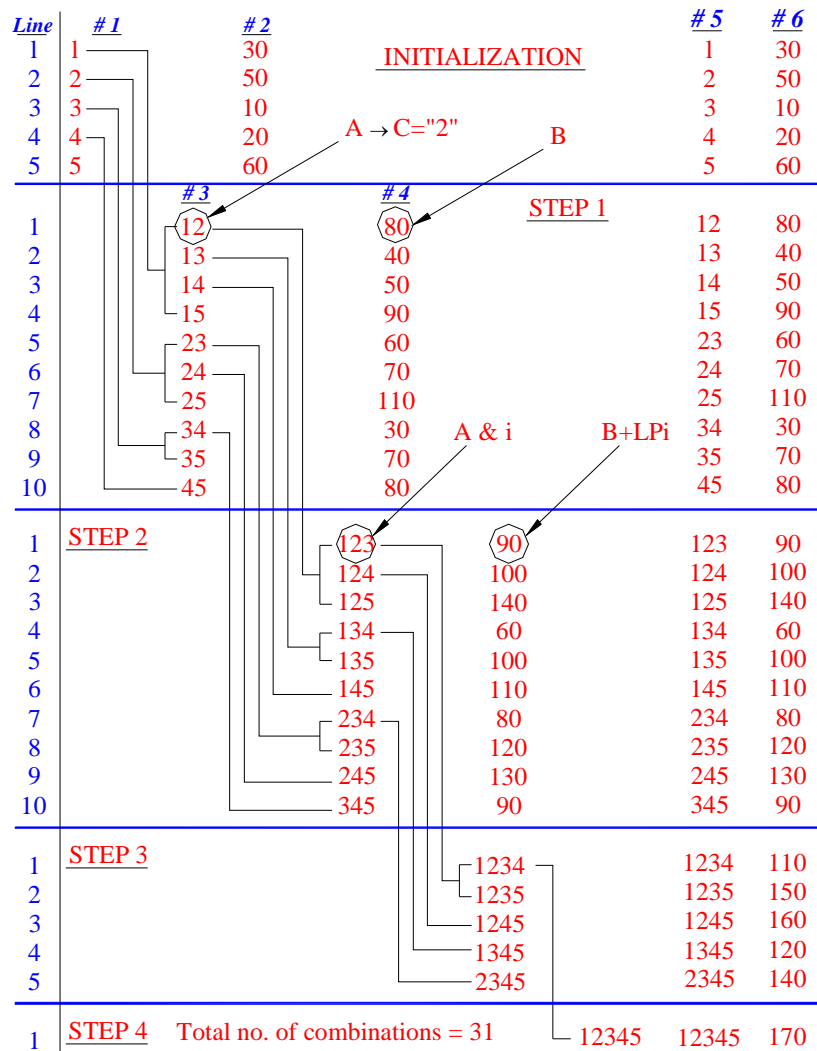 Line # 1 # 2 # 5 # 6
1 1 30 INITIALIZATION 1 30
2 2 50 2 50
3 3 10 3 10
4 4 20 A → C="2" B 4 20
5 5 60 5 60
# 3 # 4 STEP 1
1 12 80 12 80
2 13 40 13 40
3 14 50 14 50
4 15 90 15 90
5 23 60 23 60
6 24 70 24 70
7 25 110 25 110
8 34 30 A & i B+LPi 34 30
9 35 70 35 70
10 45 80 45 80
STEP 2
1 123 90 123 90
2 124 100 124 100
3 125 140 125 140
4 134 60 134 60
5 135 100 135 100
6 145 110 145 110
7 234 80 234 80
8 235 120 235 120
9 245 130 245 130
10 345 90 345 90
STEP 3
1 1234 1234 110
2 1235 1235 150
3 1245 1245 160
4 1345 1345 120
5 2345 2345 140
1 STEP 4 Total no. of combinations = 31 12345 12345 170